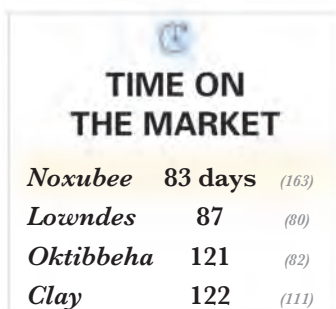 TIME ON
THE MARKET
Noxubee 83 days (163)
Lowndes 87 (80)
Oktibbeha 121 (82)
Clay 122 (111)